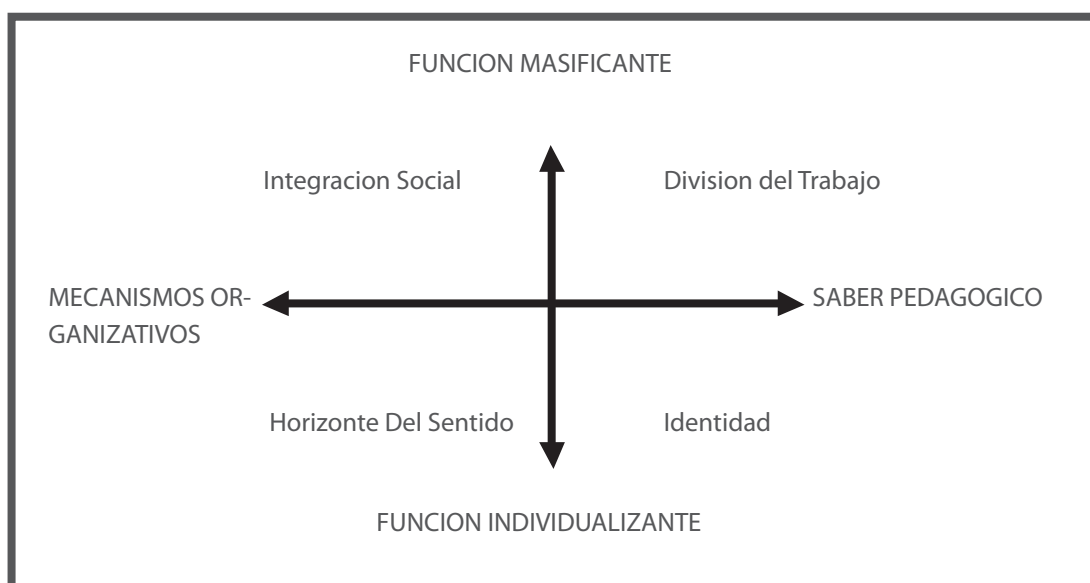 FUNCION MASIFICANTE
Integracion Social
Division del Trabajo
MECANISMOS OR-
GANIZATIVOS
SABER PEDAGOGICO
Horizonte Del Sentido
Identidad
FUNCION INDIVIDUALIZANTE